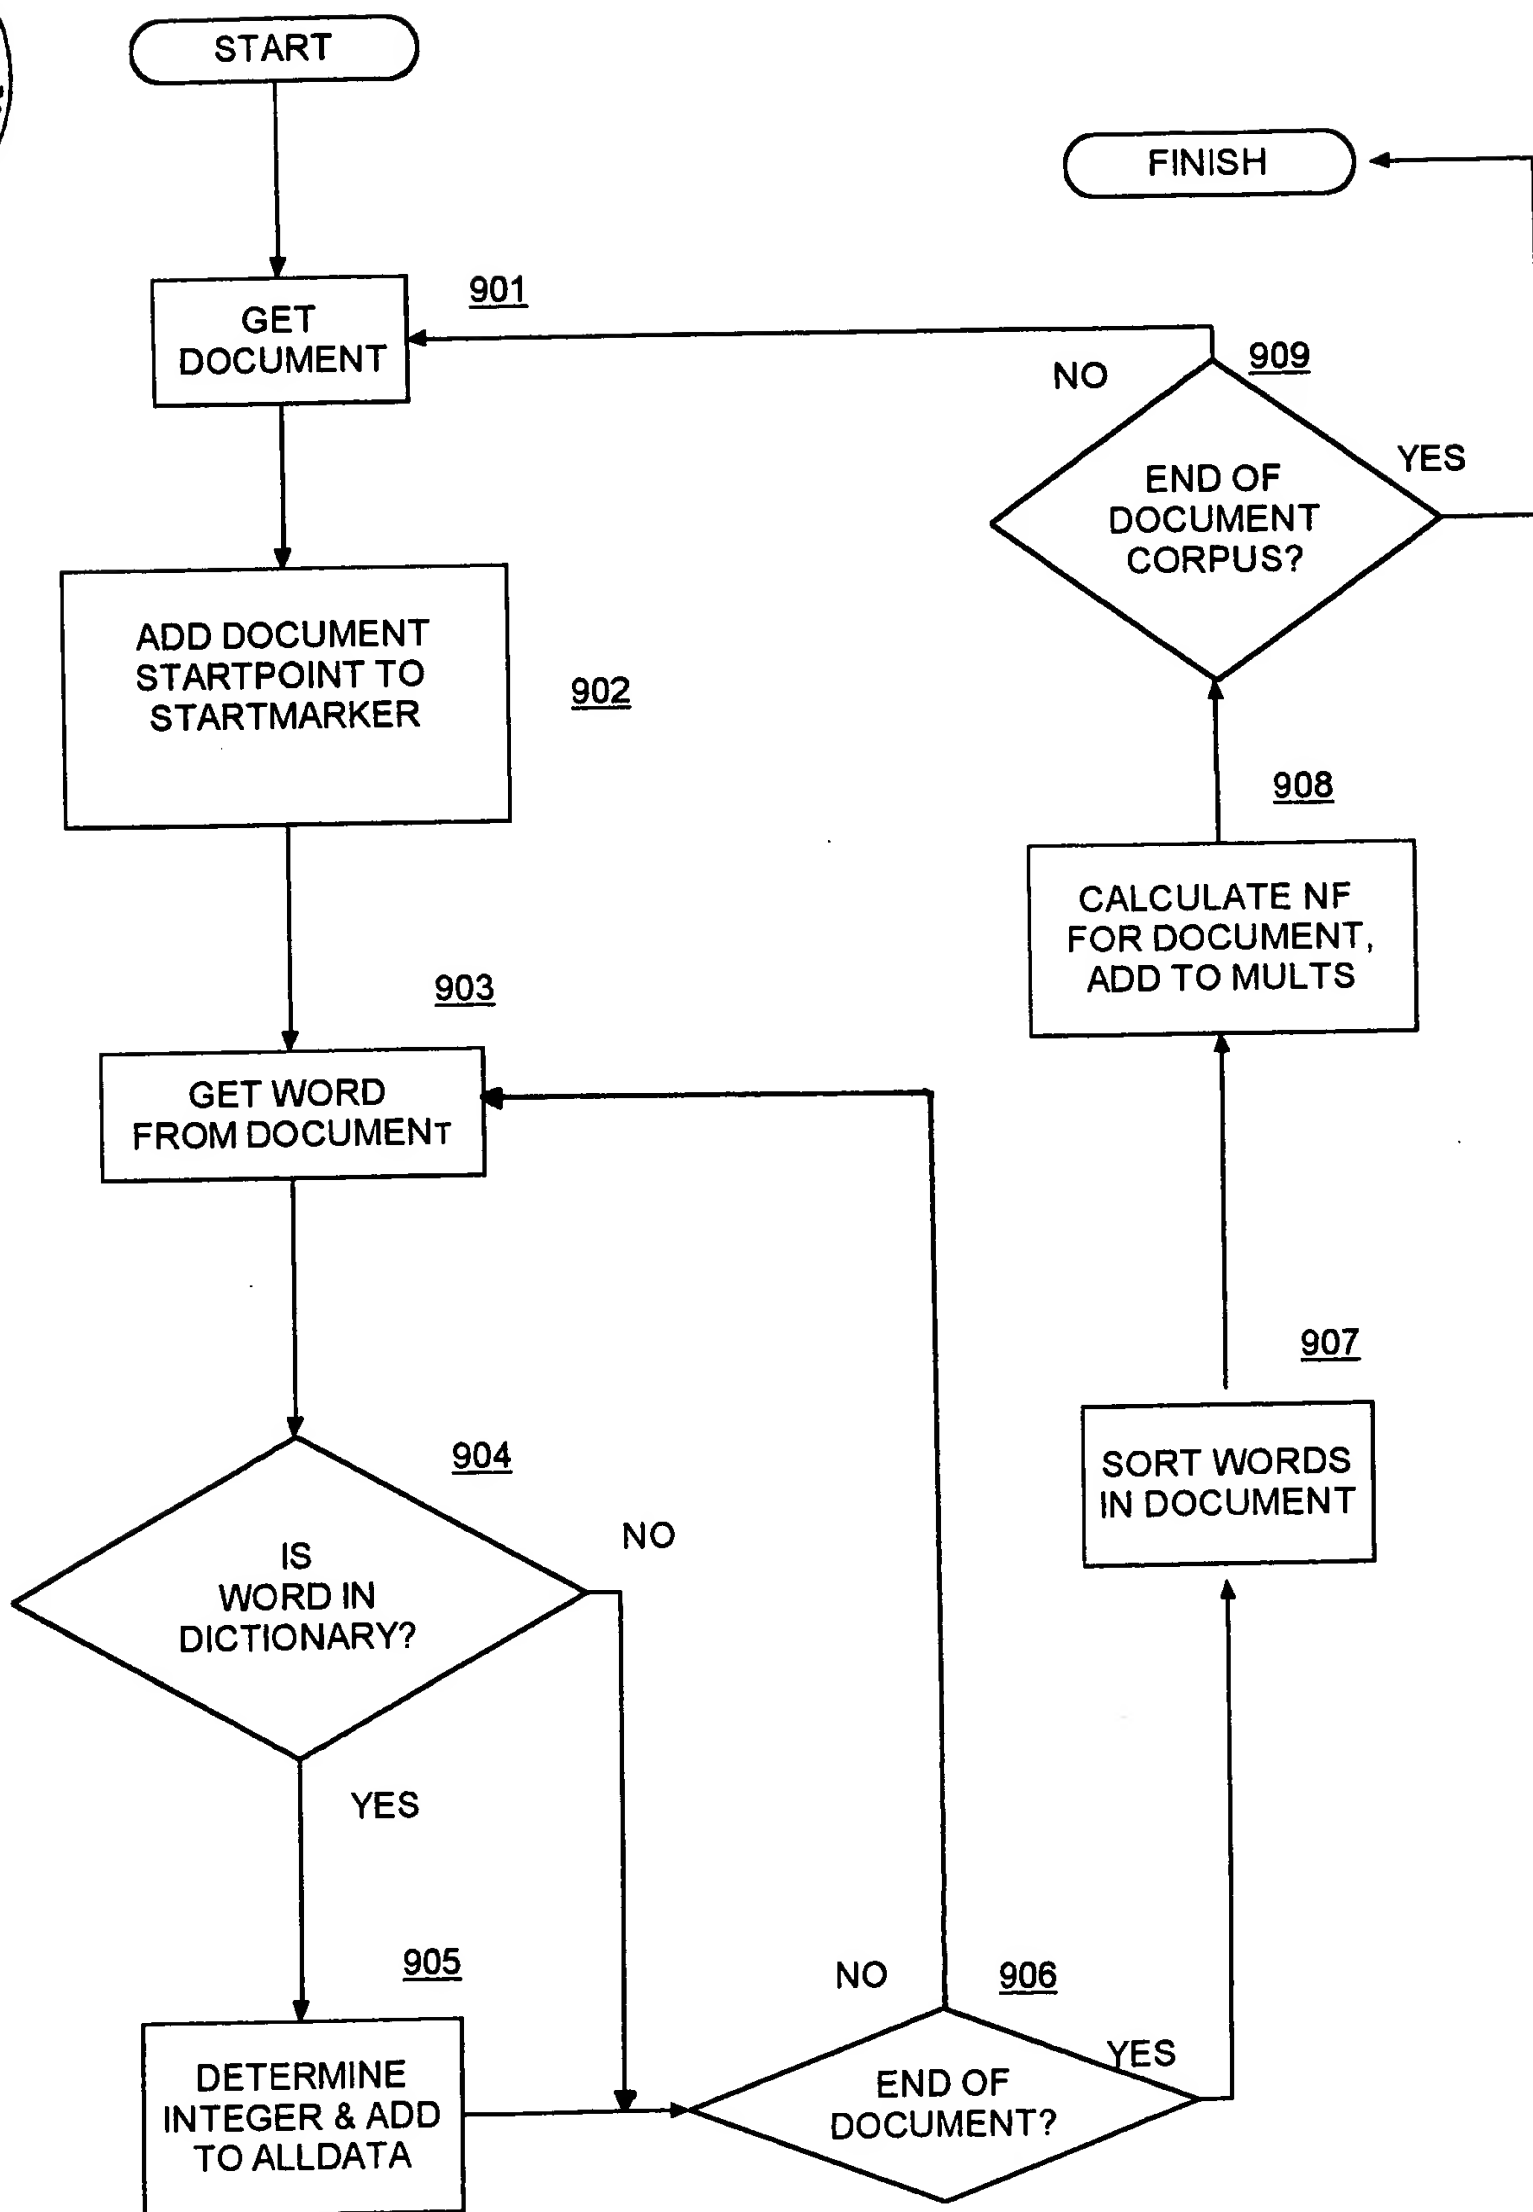 START
FINISH
901
GET
DOCUMENT
909
NO
YES
END OF
DOCUMENT
CORPUS?
ADD DOCUMENT
STARTPOINT TO
STARTMARKER
902
908
CALCULATE NF
FOR DOCUMENT,
ADD TO MULTS
903
GET WORD
FROM DOCUMENT
907
SORT WORDS
IN DOCUMENT
904
NO
IS
WORD IN
DICTIONARY?
YES
905
DETERMINE
INTEGER & ADD
TO ALLDATA
NO
906
YES
END OF
DOCUMENT?